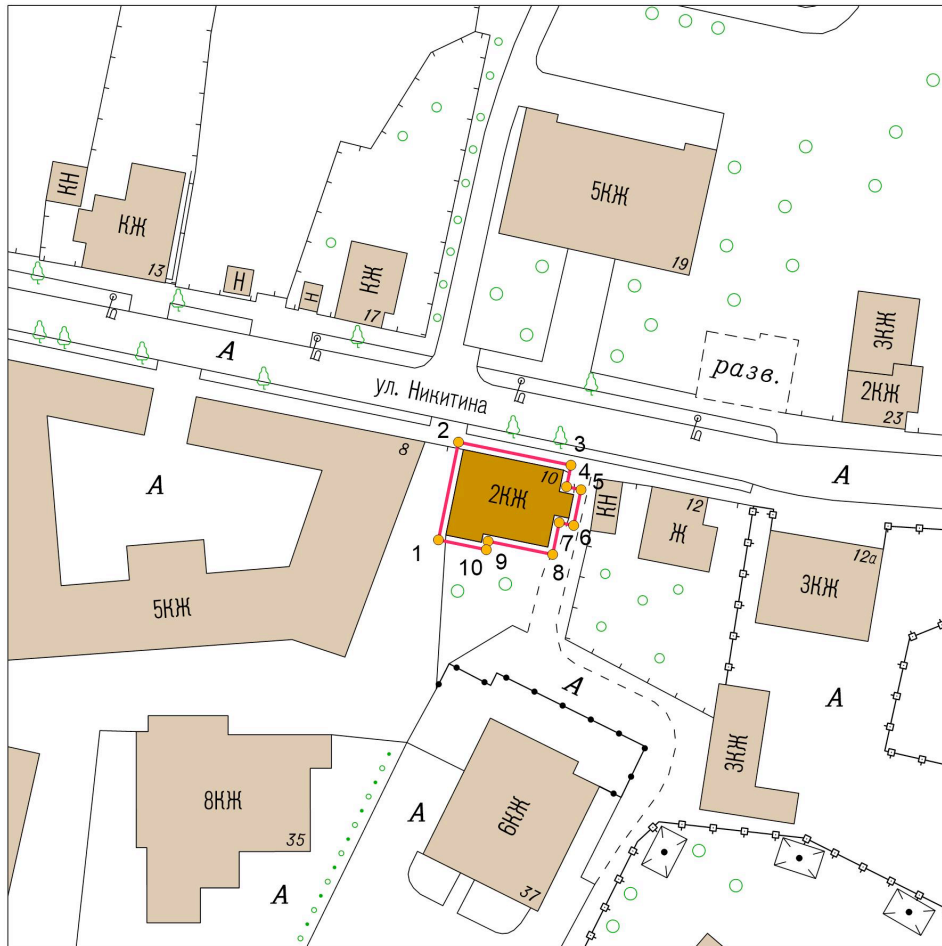 КН
КЖ
13
Н
Н
КЖ
17
5КЖ
19
3КЖ
2КЖ
23
разв.
А
ул. Никитина
8
А
5КЖ
А
2
3
4
5
10
2КЖ
1
10
9
8
7
6
КН
12
Ж
12а
3КЖ
А
А
3КЖ
8КЖ
35
А
А
6КЖ
37